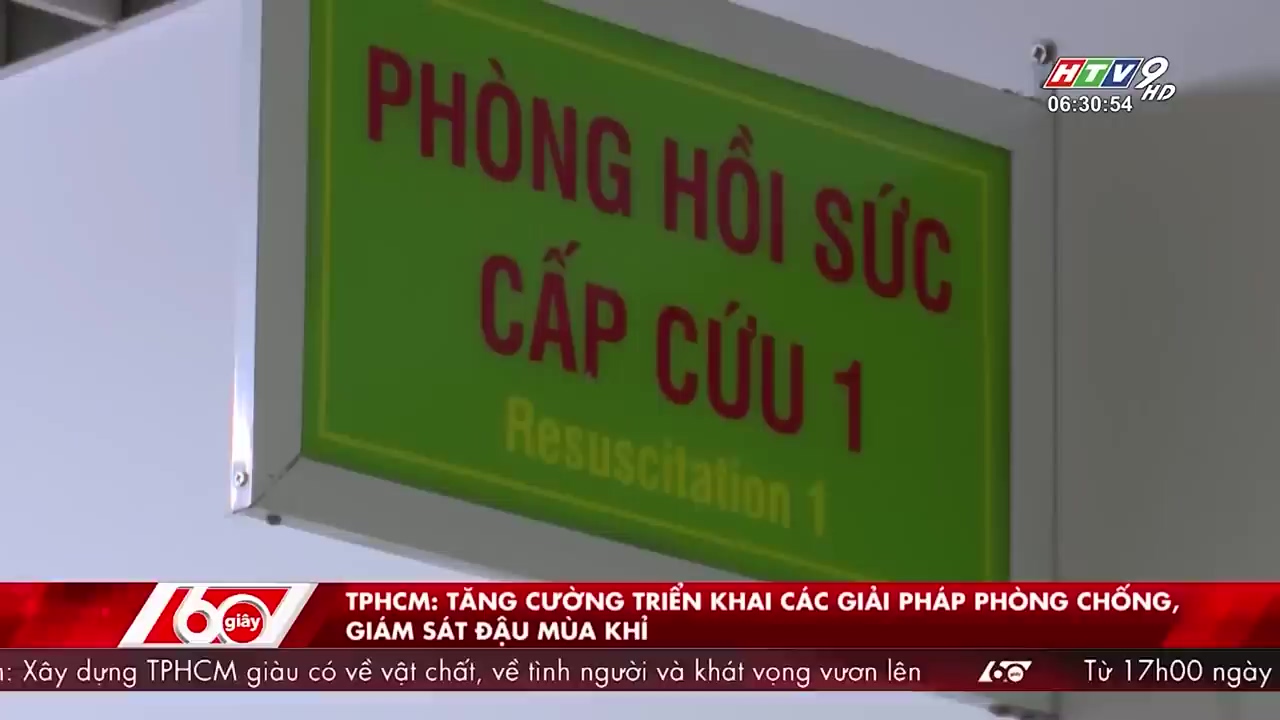 HTV9 HD
06:30:54
PHÒNG HỒI SỨC
CẤP CỨU 1
Resuscitation 1
60 giây
TPHCM: TĂNG CƯỜNG TRIỂN KHAI CÁC GIẢI PHÁP PHÒNG CHỐNG,
GIÁM SÁT ĐẬU MÙA KHỈ
: Xây dựng TPHCM giàu có về vật chất, về tình người và khát vọng vươn lên 60 giây Từ 17h00 ngày